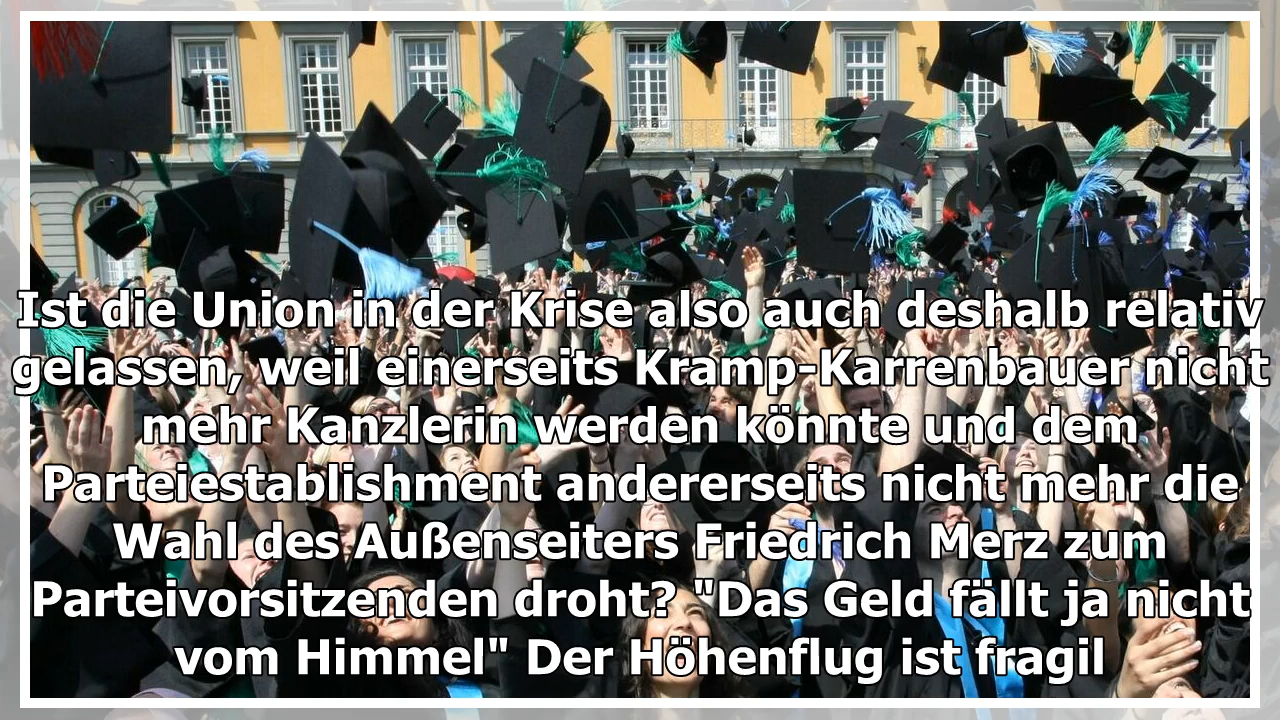 Ist die Union in der Krise also auch deshalb relativ
gelassen, weil einerseits Kramp-Karrenbauer nicht
mehr Kanzlerin werden könnte und dem
Parteiestablishment andererseits nicht mehr die
Wahl des Außenseiters Friedrich Merz zum
Parteivorsitzenden droht? "Das Geld fällt ja nicht
vom Himmel" Der Höhenflug ist fragil